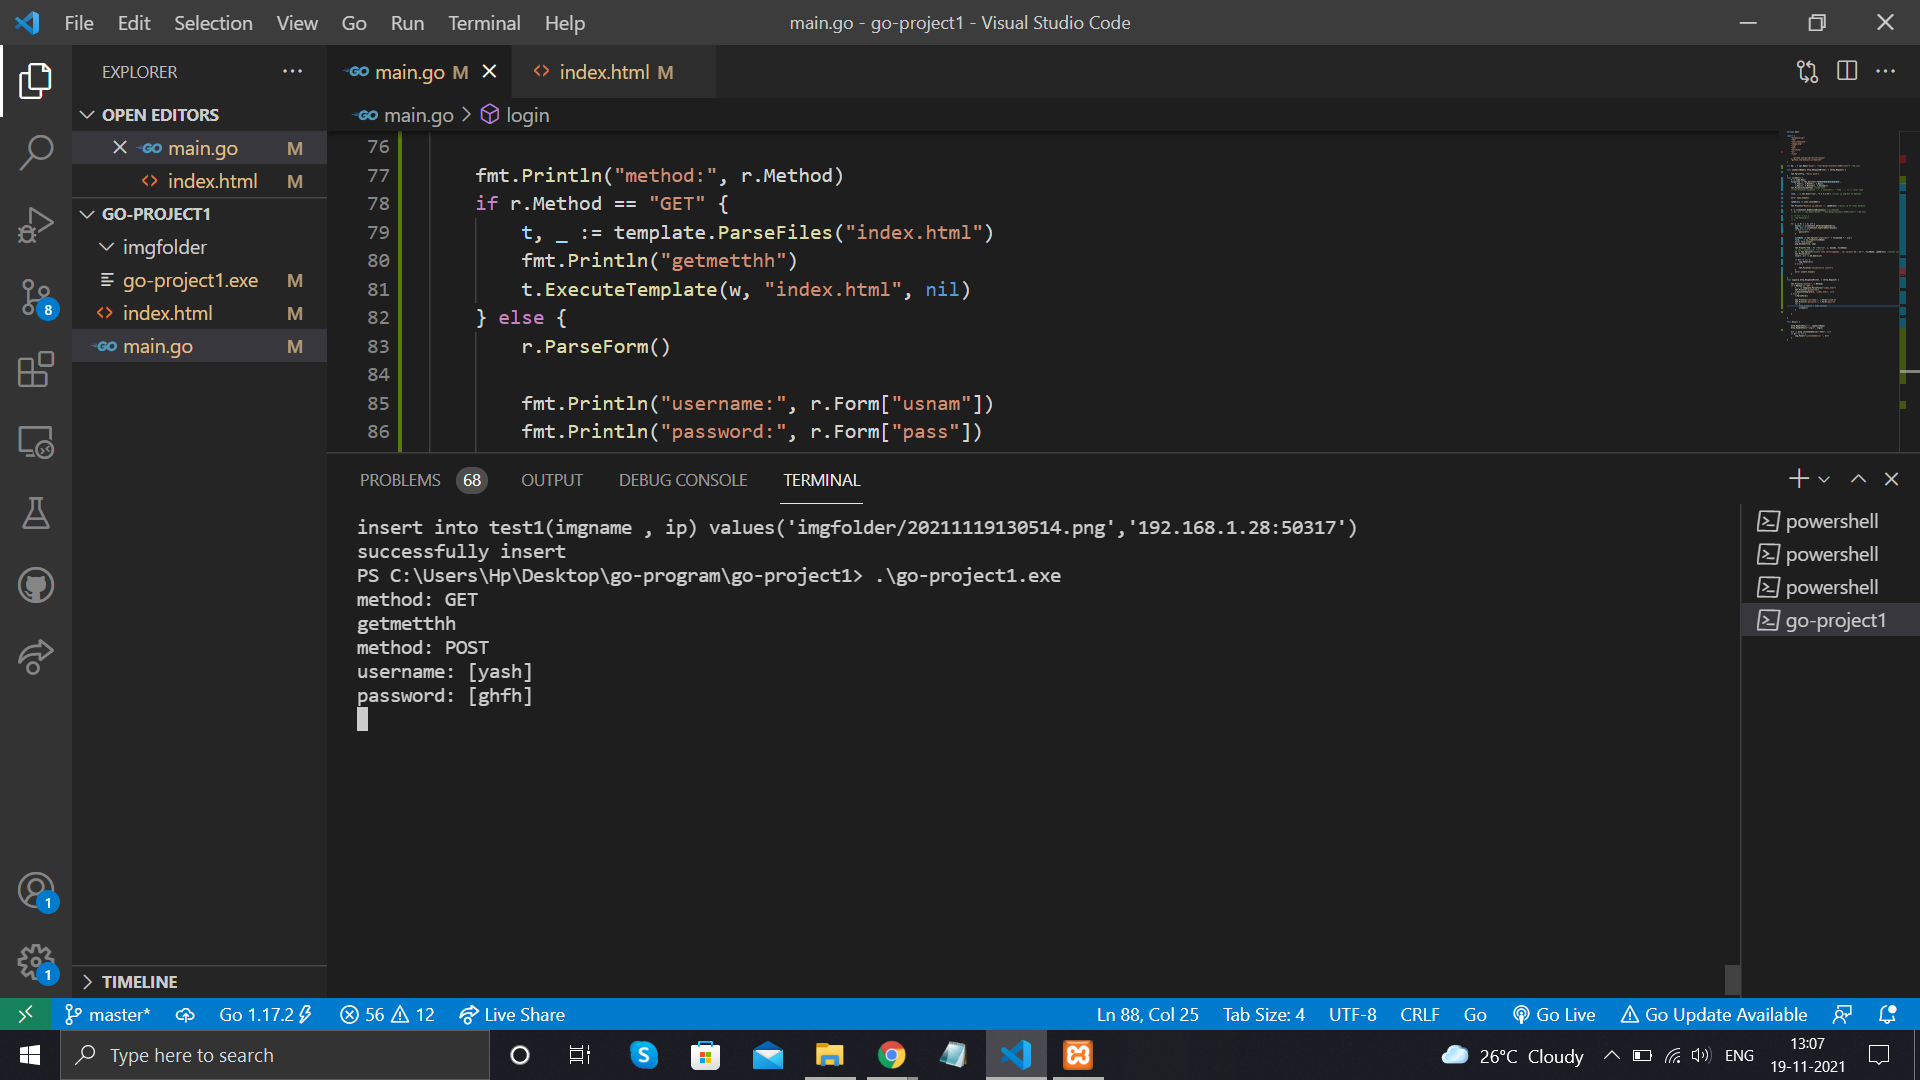 File Edit Selection View Go Run Terminal Help
main.go - go-project1 - Visual Studio Code
EXPLORER
OPEN EDITORS
main.go M
index.html M
GO-PROJECT1
imgfolder
go-project1.exe M
index.html M
main.go M
TIMELINE
8
1
1
main.go M
index.html M
main.go > login
76
77 fmt.Println("method:", r.Method)
78 if r.Method == "GET" {
79 t, _ := template.ParseFiles("index.html")
80 fmt.Println("getmetthh")
81 t.ExecuteTemplate(w, "index.html", nil)
82 } else {
83 r.ParseForm()
84
85 fmt.Println("username:", r.Form["usnam"])
86 fmt.Println("password:", r.Form["pass"])
PROBLEMS 68 OUTPUT DEBUG CONSOLE TERMINAL
insert into test1(imgname , ip) values('imgfolder/20211119130514.png','192.168.1.28:50317')
successfully insert
PS C:\Users\Hp\Desktop\go-program\go-project1> .\go-project1.exe
method: GET
getmetthh
method: POST
username: [yash]
password: [ghfh]
powershell
powershell
powershell
go-project1
master* Go 1.17.2 56 12 Live Share
Ln 88, Col 25 Tab Size: 4 UTF-8 CRLF Go Go Live Go Update Available
Type here to search
26°C Cloudy ENG
13:07
19-11-2021